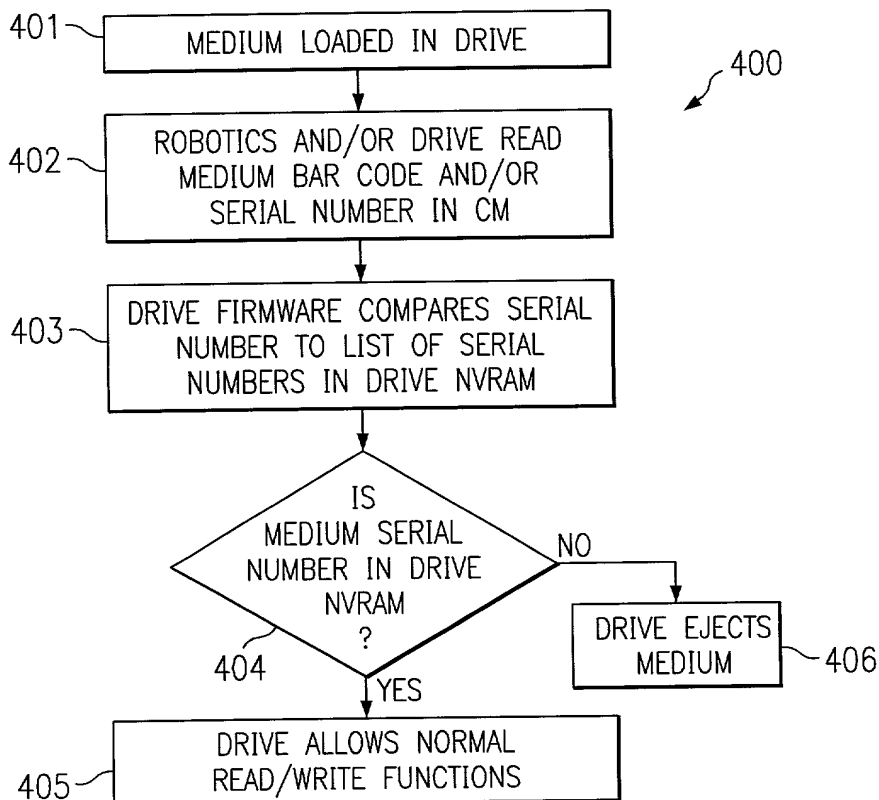 401
MEDIUM LOADED IN DRIVE
400
402
ROBOTICS AND/OR DRIVE READ
MEDIUM BAR CODE AND/OR
SERIAL NUMBER IN CM
403
DRIVE FIRMWARE COMPARES SERIAL
NUMBER TO LIST OF SERIAL
NUMBERS IN DRIVE NVRAM
IS
MEDIUM SERIAL
NUMBER IN DRIVE
NVRAM
?
404
NO
DRIVE EJECTS
MEDIUM
406
YES
405
DRIVE ALLOWS NORMAL
READ/WRITE FUNCTIONS